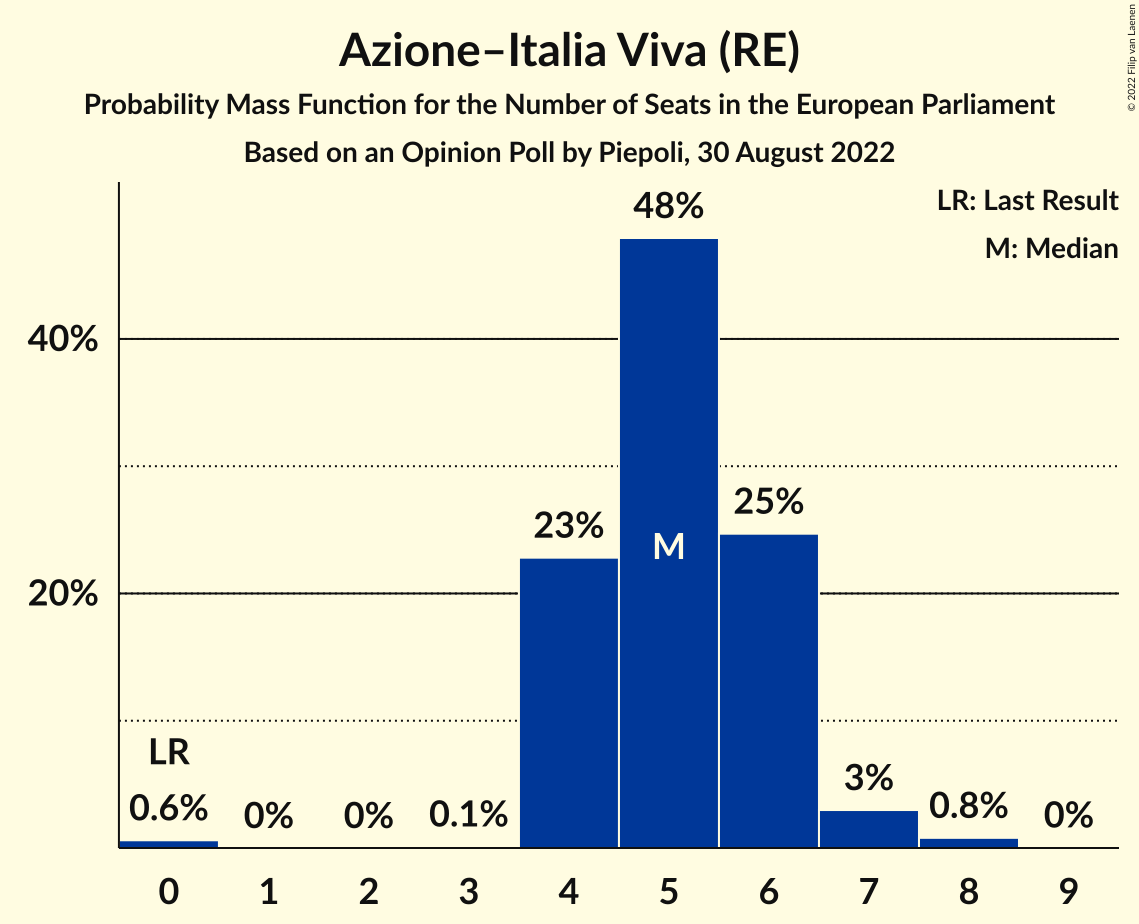 Azione–Italia Viva (RE)
Probability Mass Function for the Number of Seats in the European Parliament
Based on an Opinion Poll by Piepoli, 30 August 2022
© 2022 Filip van Laenen
LR: Last Result
M: Median
48%
40%
25%
23%
M
20%
LR
0.6%
0%
0%
0.1%
3%
0.8%
0%
0
1
2
3
4
5
6
7
8
9